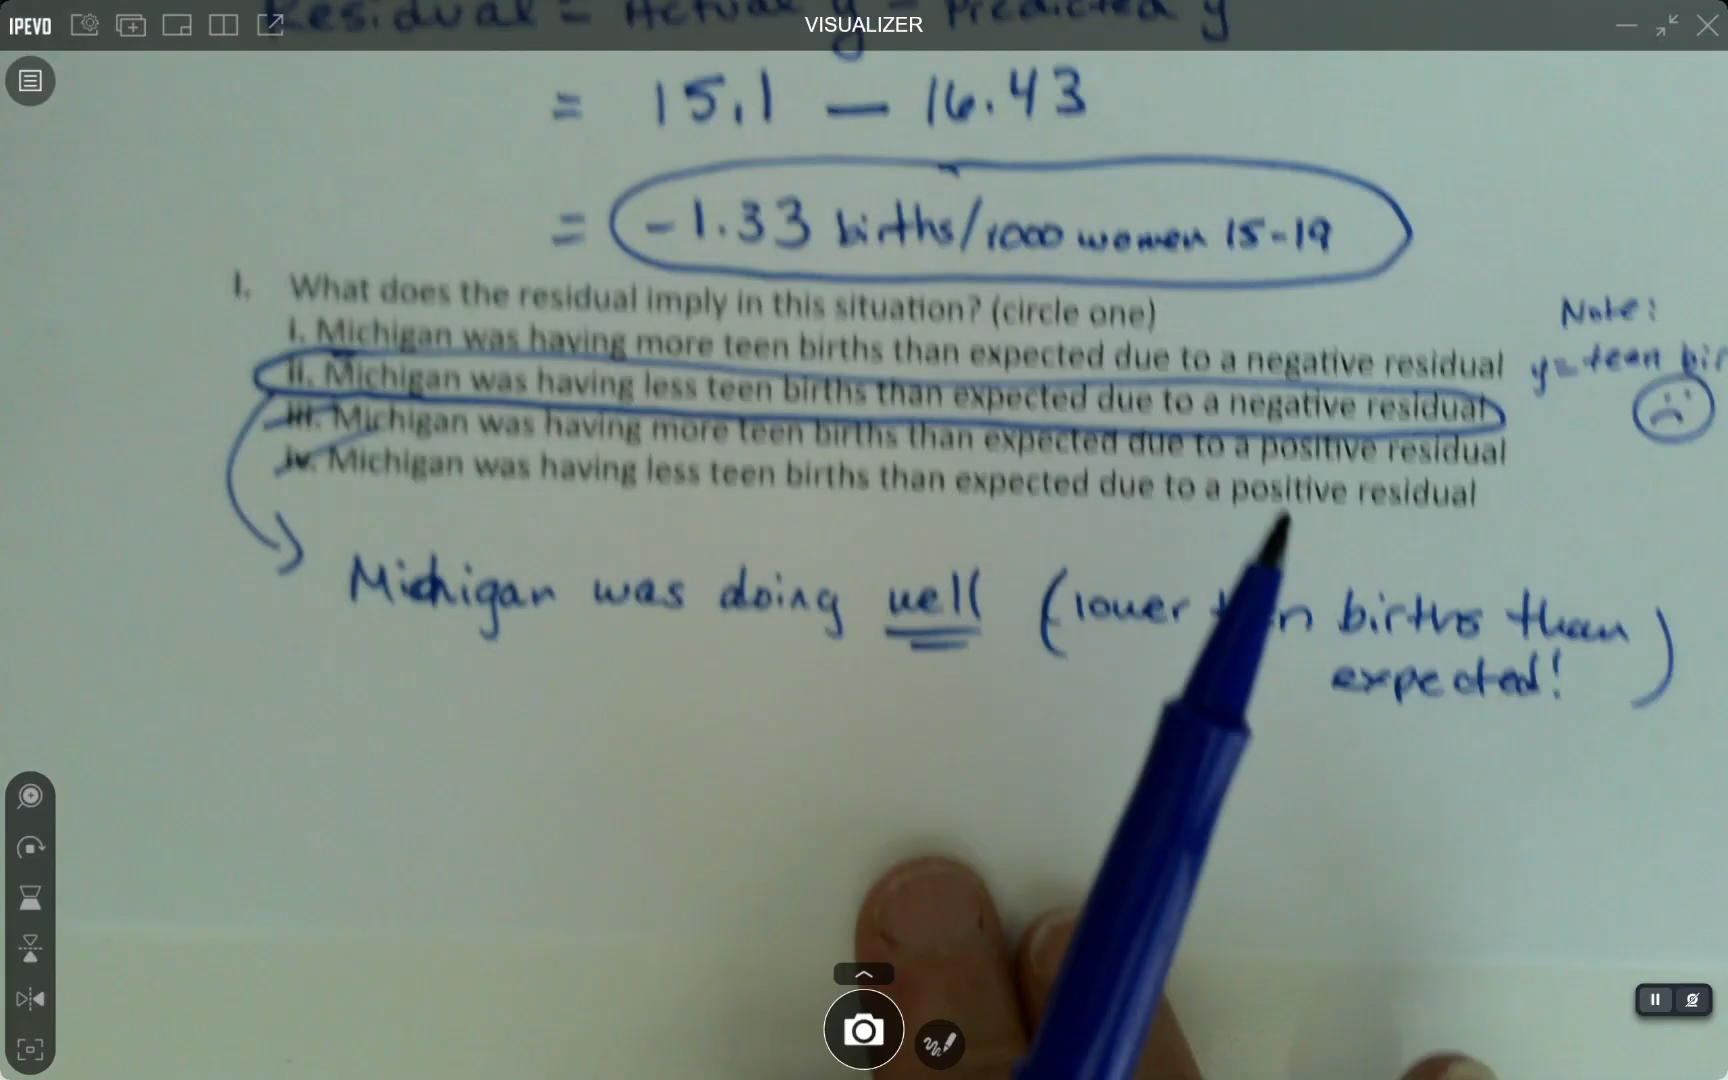 IPEVO
VISUALIZER
Residual = Actual y - Predicted y
= 15.1 - 16.43
= -1.33 births/1000 women 15-19
I. What does the residual imply in this situation? (circle one)
i. Michigan was having more teen births than expected due to a negative residual
ii. Michigan was having less teen births than expected due to a negative residual
iii. Michigan was having more teen births than expected due to a positive residual
iv. Michigan was having less teen births than expected due to a positive residual
Note:
y=teen bir
Michigan was doing well (lower births than
expected!)